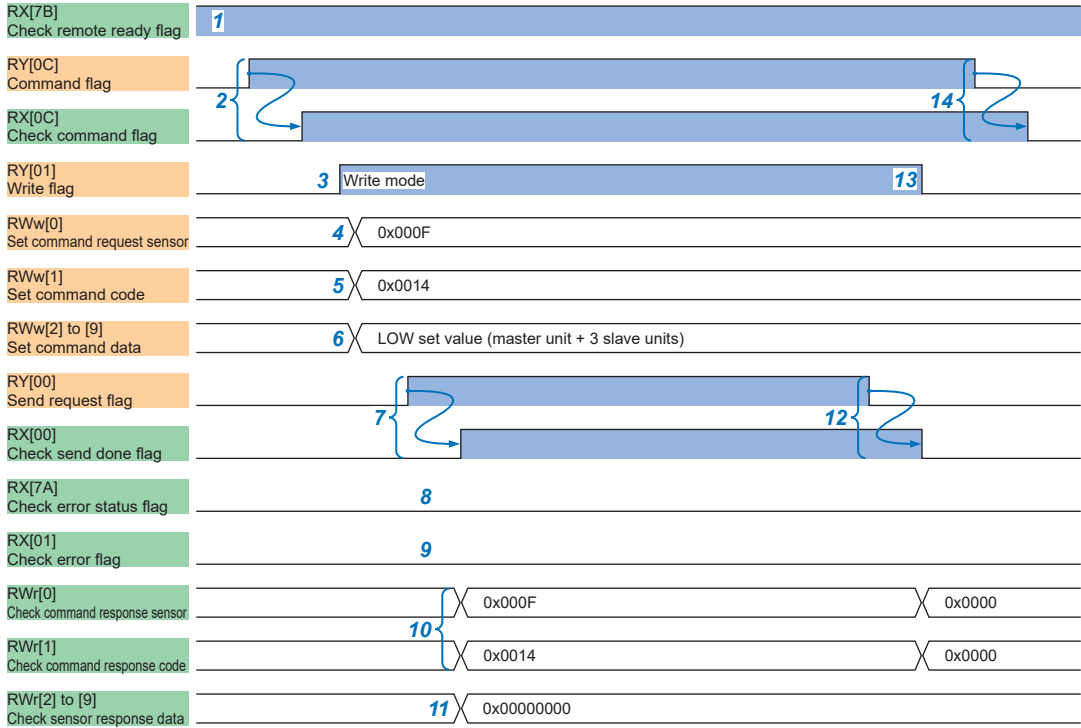 RX[7B]
Check remote ready flag
1
RY[0C]
Command flag
2
14
RX[0C]
Check command flag
RY[01]
Write flag
3
Write mode
13
RWw[0]
Set command request sensor
4
0x000F
RWw[1]
Set command code
5
0x0014
RWw[2] to [9]
Set command data
6
LOW set value (master unit + 3 slave units)
RY[00]
Send request flag
7
12
RX[00]
Check send done flag
RX[7A]
Check error status flag
8
RX[01]
Check error flag
9
RWr[0]
Check command response sensor
0x000F
0x0000
10
RWr[1]
Check command response code
0x0014
0x0000
RWr[2] to [9]
Check sensor response data
11
0x00000000